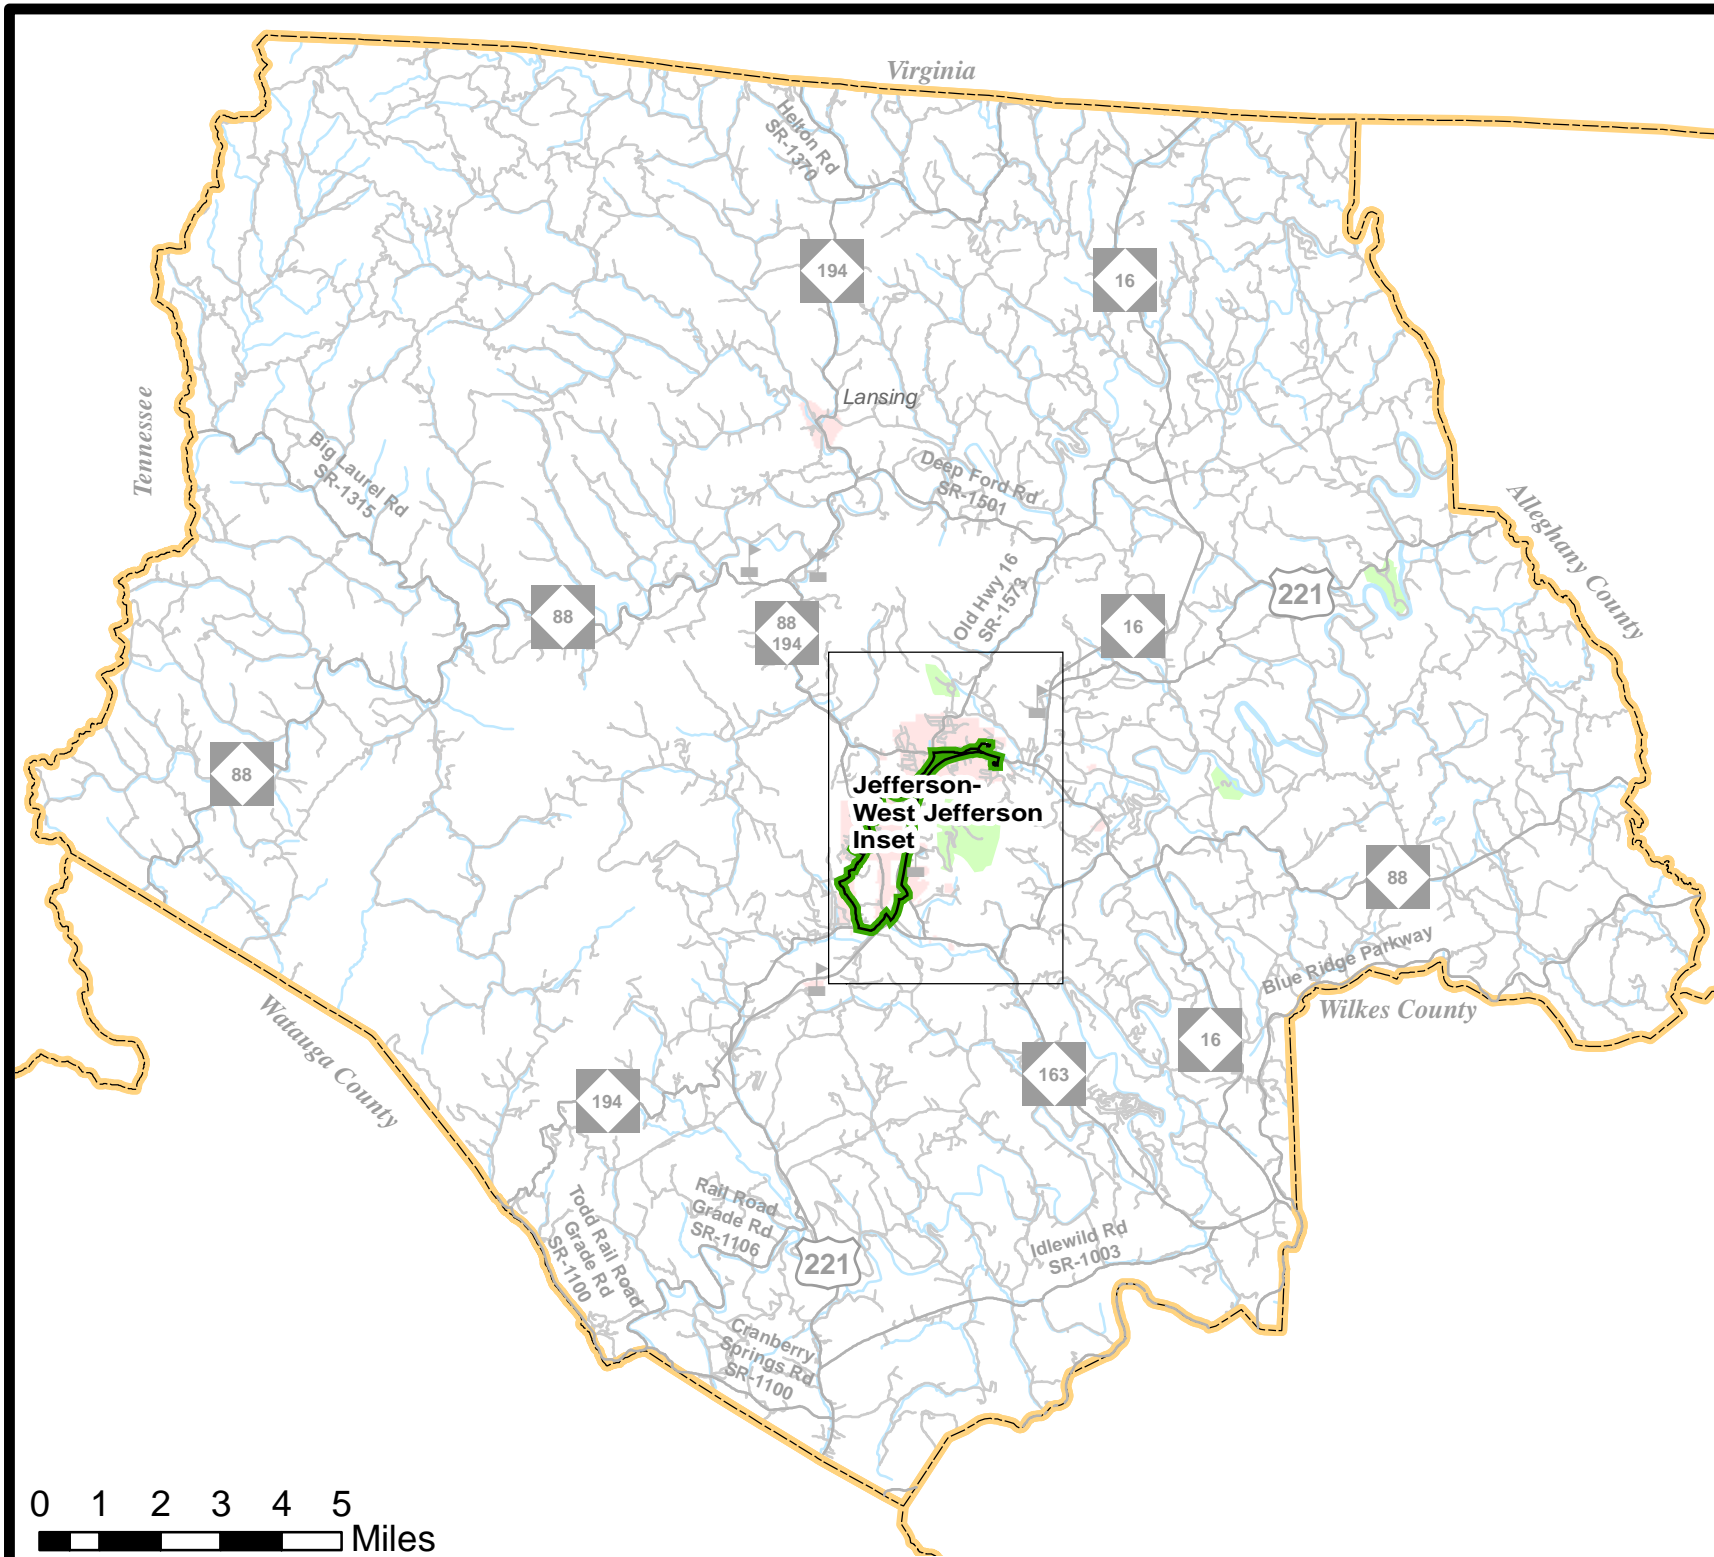 Virginia
Helton Rd
SR-1370
194
16
Lansing
Tennessee
Big Laurel Rd
SR-1315
Deep Ford Rd
SR-1501
Alleghany County
Old Hwy 16
SR-1573
221
88
88
194
16
88
Jefferson-
West Jefferson
Inset
88
Blue Ridge Parkway
Wilkes County
Watauga County
16
163
194
Todd Rail Road
Grade Rd
SR-1100
Rail Road
Grade Rd
SR-1106
221
Idlewild Rd
SR-1003
Cranberry
Springs Rd
SR-1100
0 1 2 3 4 5
Miles